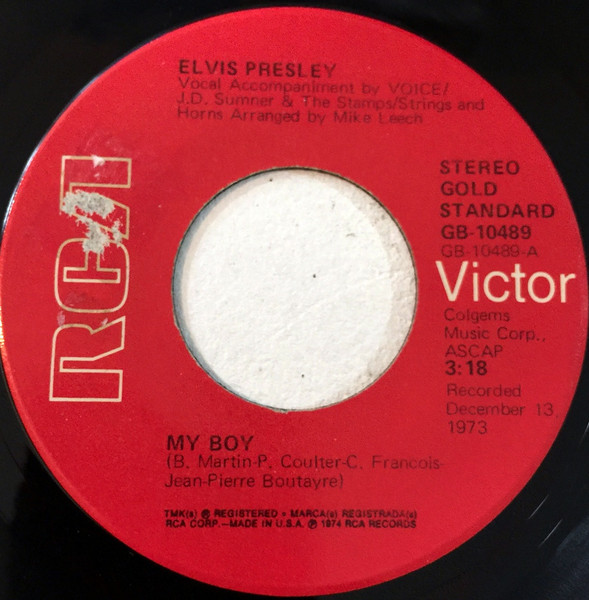 ELVIS PRESLEY
Vocal Accompaniment by VOICE/
J.D. Sumner & The Stamps/Strings and
Horns Arranged by Mike Leech
RCA
STEREO
GOLD
STANDARD
GB-10489
GB-10489-A
Victor
Colgems
Music Corp.,
ASCAP
3:18
Recorded
December 13,
1973
MY BOY
(B. Martin-P. Coulter-C. Francois-
Jean-Pierre Boutayre)
TMK(s) ® REGISTERED • MARCA(s) REGISTRADA(s)
RCA CORP.—MADE IN U.S.A. ℗ 1974 RCA RECORDS